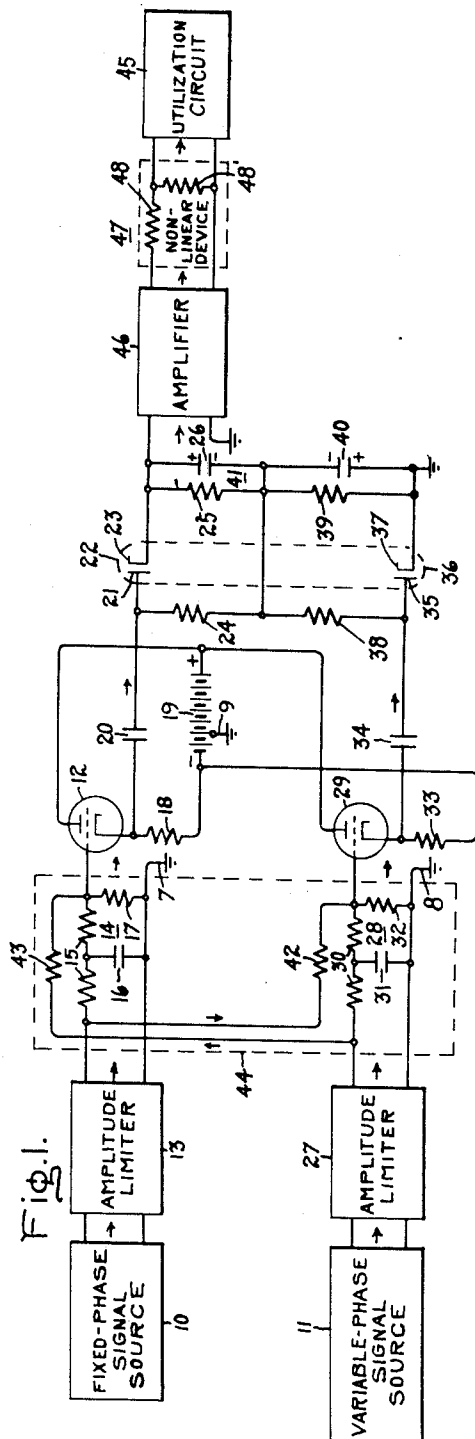 Fig.1.
FIXED-PHASE
SIGNAL
SOURCE
10
AMPLITUDE
LIMITER
13
43
15
14
16
17
7
12
18
20
19
9
+
-
21
22
23
24
25
26
+
-
41
AMPLIFIER
46
47
48
48
NON-
LINEAR
DEVICE
UTILIZATION
CIRCUIT
45
44
VARIABLE-PHASE
SIGNAL
SOURCE
11
AMPLITUDE
LIMITER
27
42
30
28
31
32
8
29
33
34
35
36
37
38
39
40
-
+